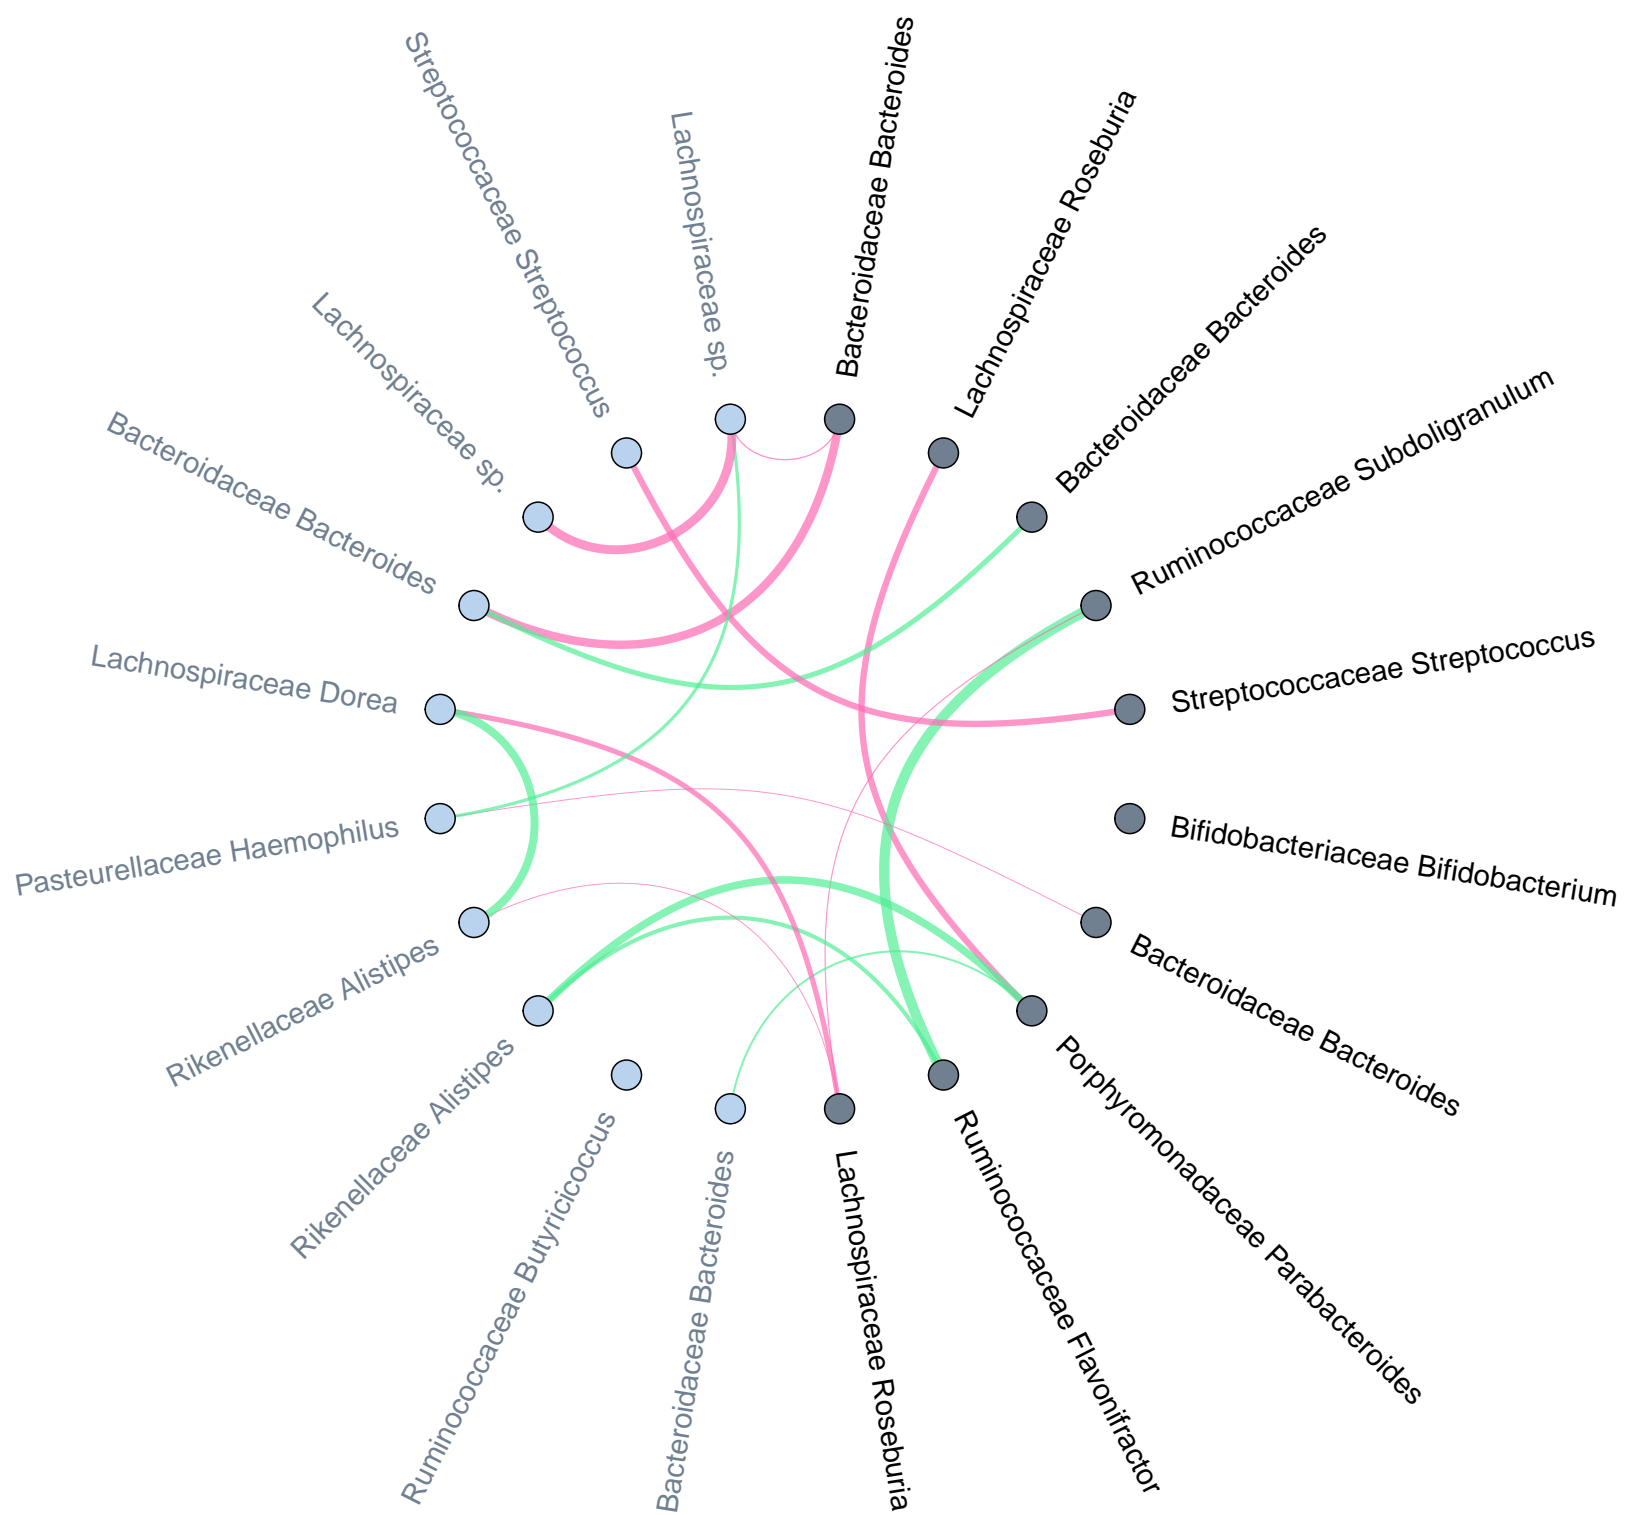 Streptococcaceae Streptococcus
Lachnospiraceae sp.
Bacteroidaceae Bacteroides
Lachnospiraceae Roseburia
Bacteroidaceae Bacteroides
Ruminococcaceae Subdoligranulum
Streptococcaceae Streptococcus
Bifidobacteriaceae Bifidobacterium
Bacteroidaceae Bacteroides
Porphyromonadaceae Parabacteroides
Ruminococcaceae Flavonifractor
Lachnospiraceae Roseburia
Bacteroidaceae Bacteroides
Ruminococcaceae Butyricicoccus
Rikenellaceae Alistipes
Rikenellaceae Alistipes
Pasteurellaceae Haemophilus
Lachnospiraceae Dorea
Bacteroidaceae Bacteroides
Lachnospiraceae sp.